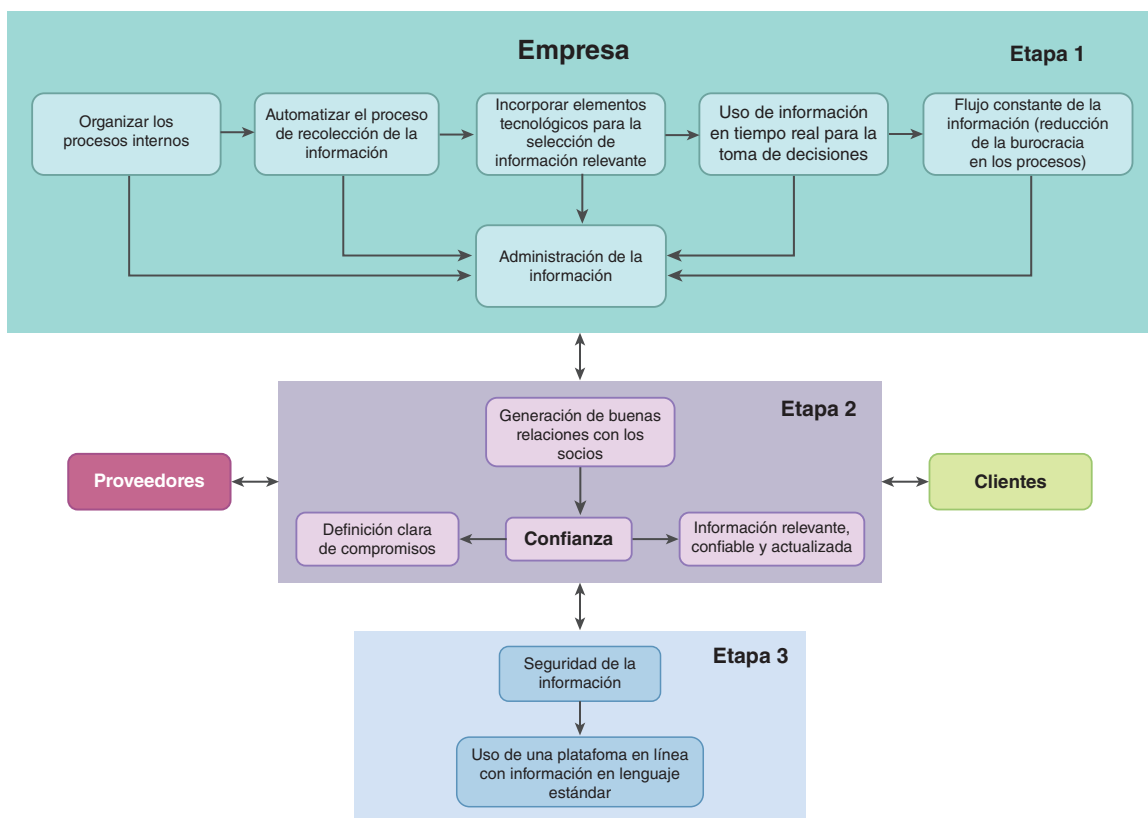 Empresa
Etapa 1
Organizar los
procesos internos
Automatizar el proceso
de recolección de la
información
Incorporar elementos
tecnológicos para la
selección de
información relevante
Uso de información
en tiempo real para la
toma de decisiones
Flujo constante de la
información (reducción
de la burocracia
en los procesos)
Administración de la
información
Etapa 2
Generación de buenas
relaciones con los
socios
Proveedores
Clientes
Definición clara
de compromisos
Confianza
Información relevante,
confiable y actualizada
Etapa 3
Seguridad de la
información
Uso de una platafoma en línea
con información en lenguaje
estándar